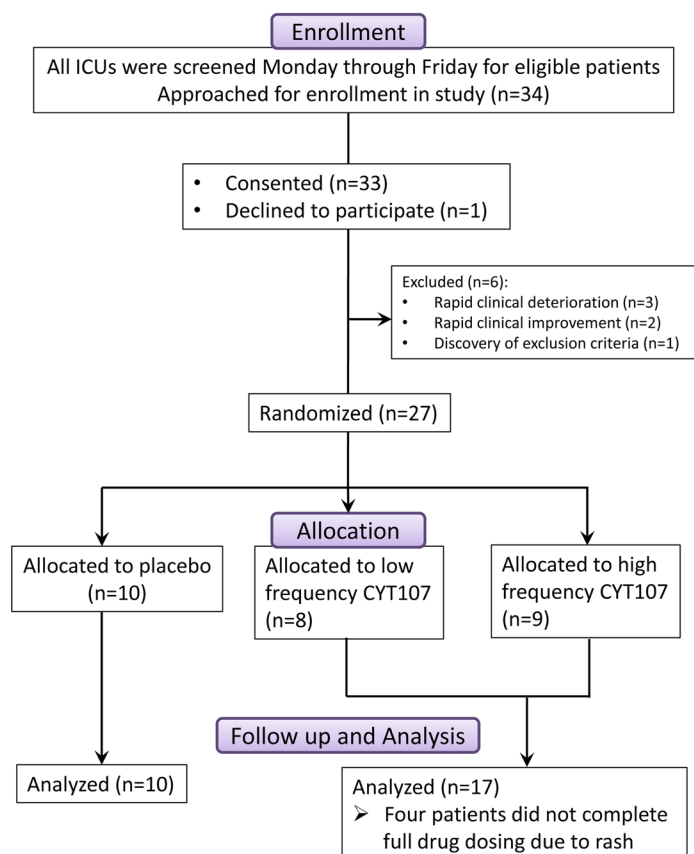 Enrollment
All ICUs were screened Monday through Friday for eligible patients
Approached for enrollment in study (n=34)
• Consented (n=33)
• Declined to participate (n=1)
Excluded (n=6):
• Rapid clinical deterioration (n=3)
• Rapid clinical improvement (n=2)
• Discovery of exclusion criteria (n=1)
Randomized (n=27)
Allocation
Allocated to placebo
(n=10)
Allocated to low
frequency CYT107
(n=8)
Allocated to high
frequency CYT107
(n=9)
Follow up and Analysis
Analyzed (n=10)
Analyzed (n=17)
➢ Four patients did not complete
full drug dosing due to rash